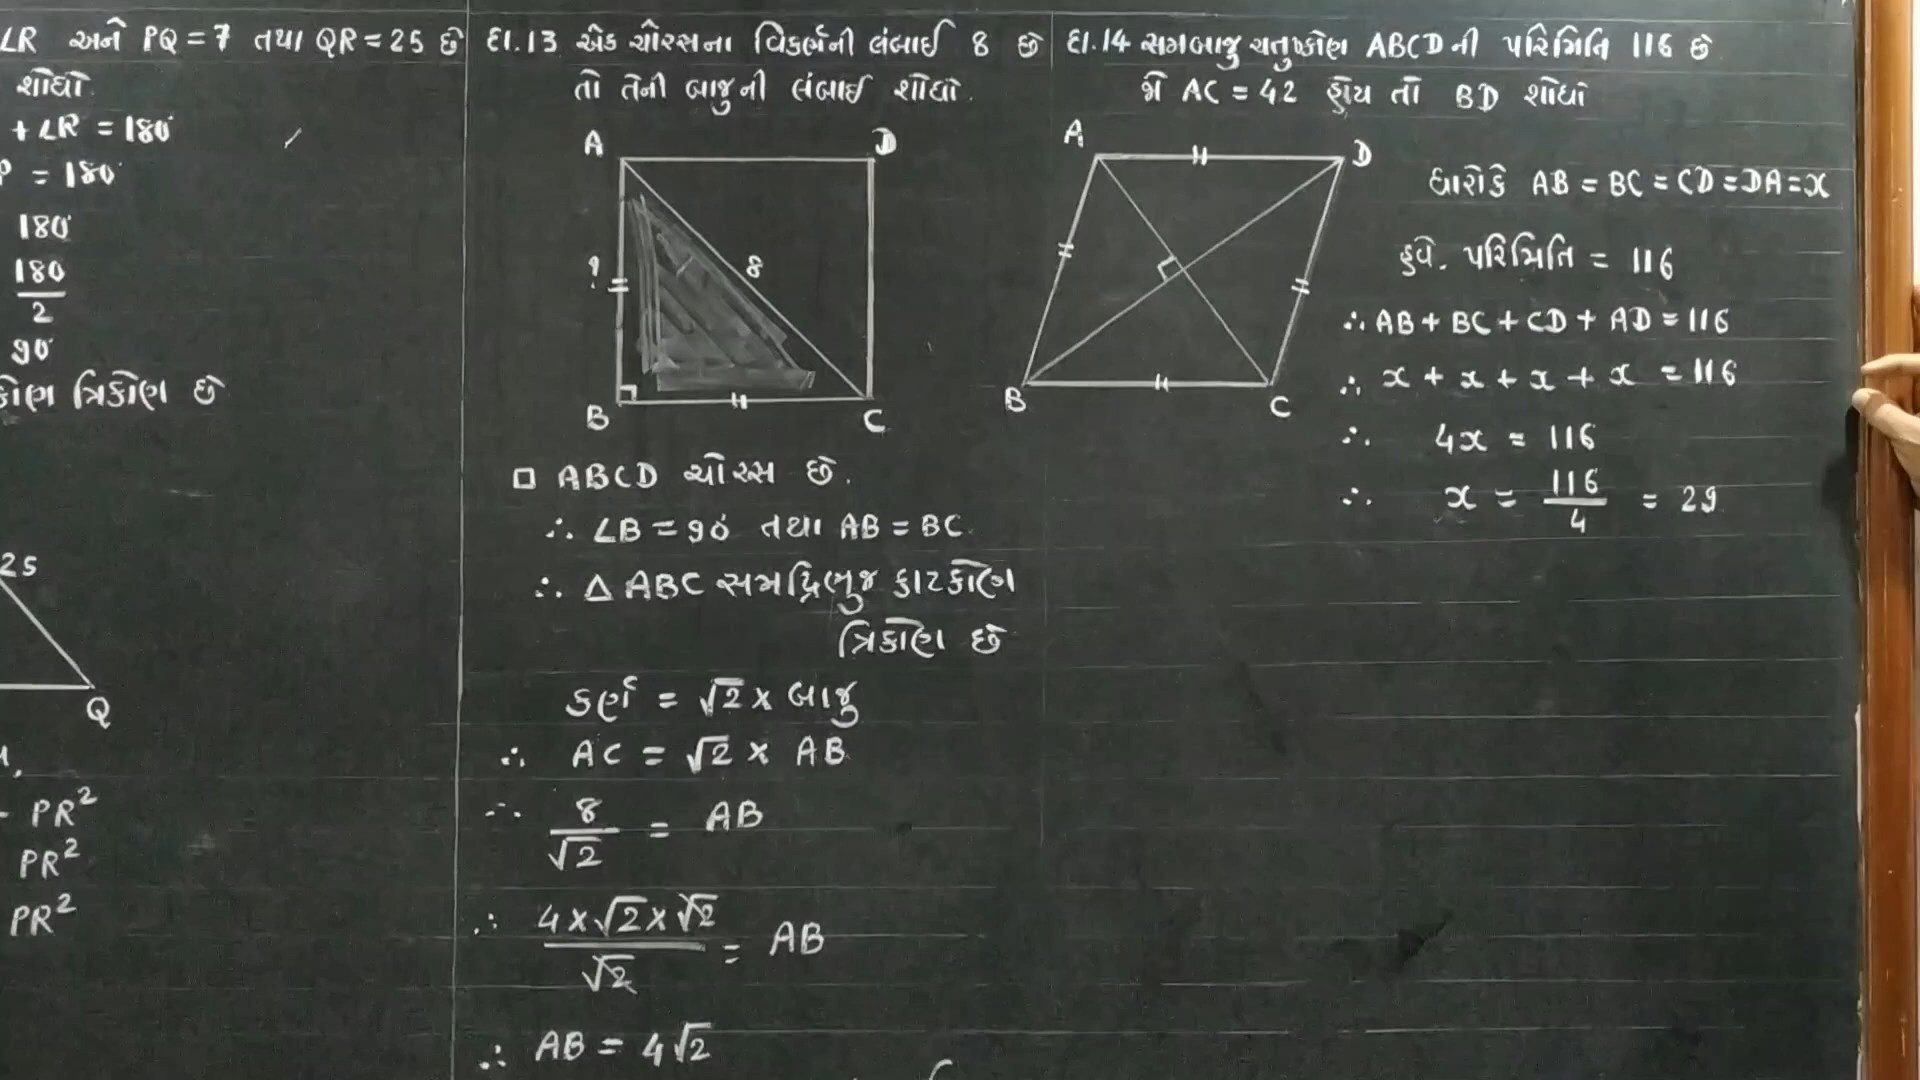 ∠R અને PQ = 7 તથા QR = 25 છે
શોધો
+ ∠R = 180°
P = 180°
180°
180
2
90°
કોણ ત્રિકોણ છે
25
Q
PR²
PR²
PR²
દા.13 એક ચોરસના વિકર્ણની લંબાઈ 8 છે
તો તેની બાજુની લંબાઈ શોધો.
A D
? 8
B C
□ ABCD ચોરસ છે.
∴ ∠B = 90° તથા AB = BC
∴ △ ABC સમદ્વિભુજ કાટકોણ
ત્રિકોણ છે
કર્ણ = √2 × બાજુ
∴ AC = √2 × AB
∴ 8/√2 = AB
∴ 4×√2×√2/√2 = AB
∴ AB = 4√2
દા.14 સમબાજુ ચતુષ્કોણ ABCD ની પરિમિતિ 116 છે
જો AC = 42 હોય તો BD શોધો
A D
B C
ધારોકે AB = BC = CD = DA = x
હવે. પરિમિતિ = 116
∴ AB + BC + CD + AD = 116
∴ x + x + x + x = 116
∴ 4x = 116
∴ x = 116/4 = 29